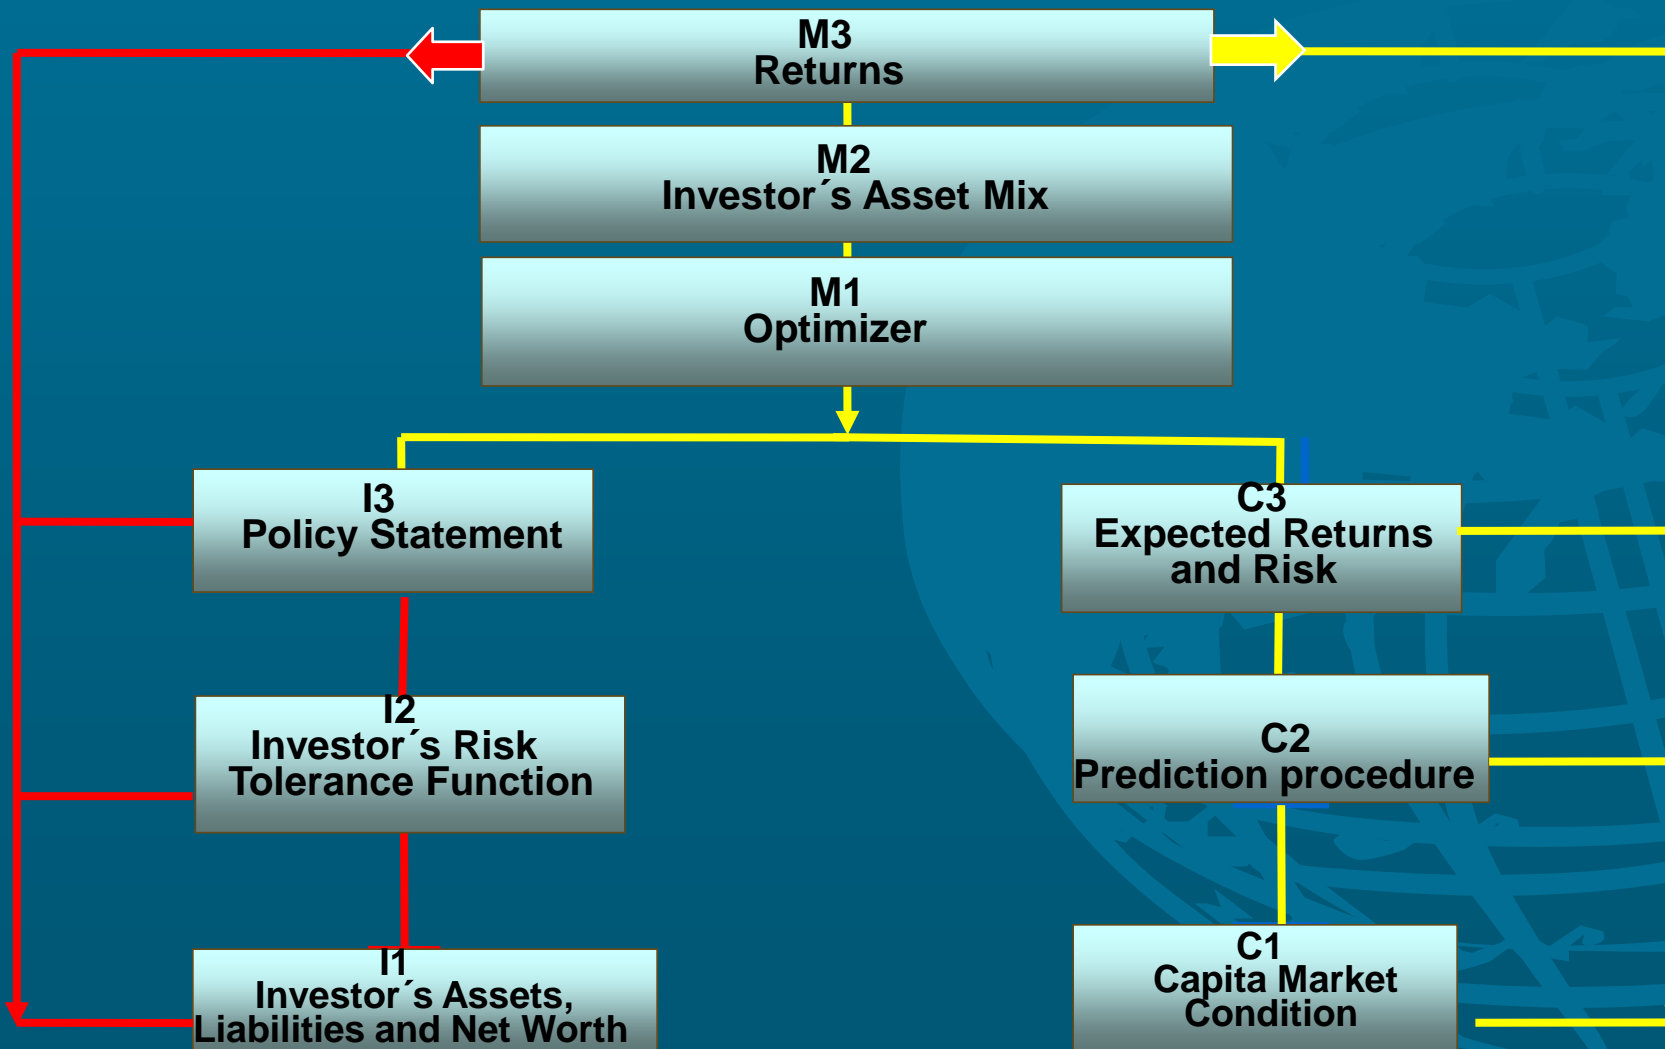 M3
Returns
M2
Investor´s Asset Mix
M1
Optimizer
I3
Policy Statement
C3
Expected Returns
and Risk
I2
Investor´s Risk
Tolerance Function
C2
Prediction procedure
I1
Investor´s Assets,
Liabilities and Net Worth
C1
Capita Market
Condition